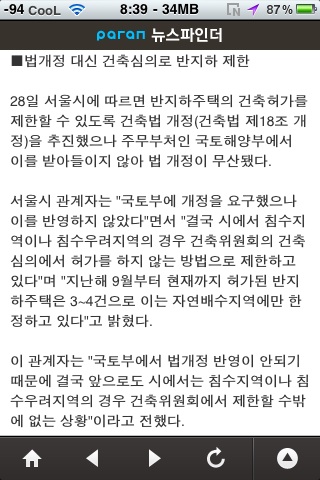 -94 CooL 8:39 - 34MB N 87%
paran 뉴스파인더
■법개정 대신 건축심의로 반지하 제한
28일 서울시에 따르면 반지하주택의 건축허가를
제한할 수 있도록 건축법 개정(건축법 제18조 개
정)을 추진했으나 주무부처인 국토해양부에서
이를 받아들이지 않아 법 개정이 무산됐다.
서울시 관계자는 "국토부에 개정을 요구했으나
이를 반영하지 않았다"면서 "결국 시에서 침수지
역이나 침수우려지역의 경우 건축위원회의 건축
심의에서 허가를 하지 않는 방법으로 제한하고
있다"며 "지난해 9월부터 현재까지 허가된 반지
하주택은 3~4건으로 이는 자연배수지역에만 한
정하고 있다"고 밝혔다.
이 관계자는 "국토부에서 법개정 반영이 안되기
때문에 결국 앞으로도 시에서는 침수지역이나 침
수우려지역의 경우 건축위원회에서 제한할 수밖
에 없는 상황"이라고 전했다.